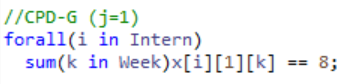 //CPD-G (j=1)
forall(i in Intern)
sum(k in Week)x[i][1][k] == 8;